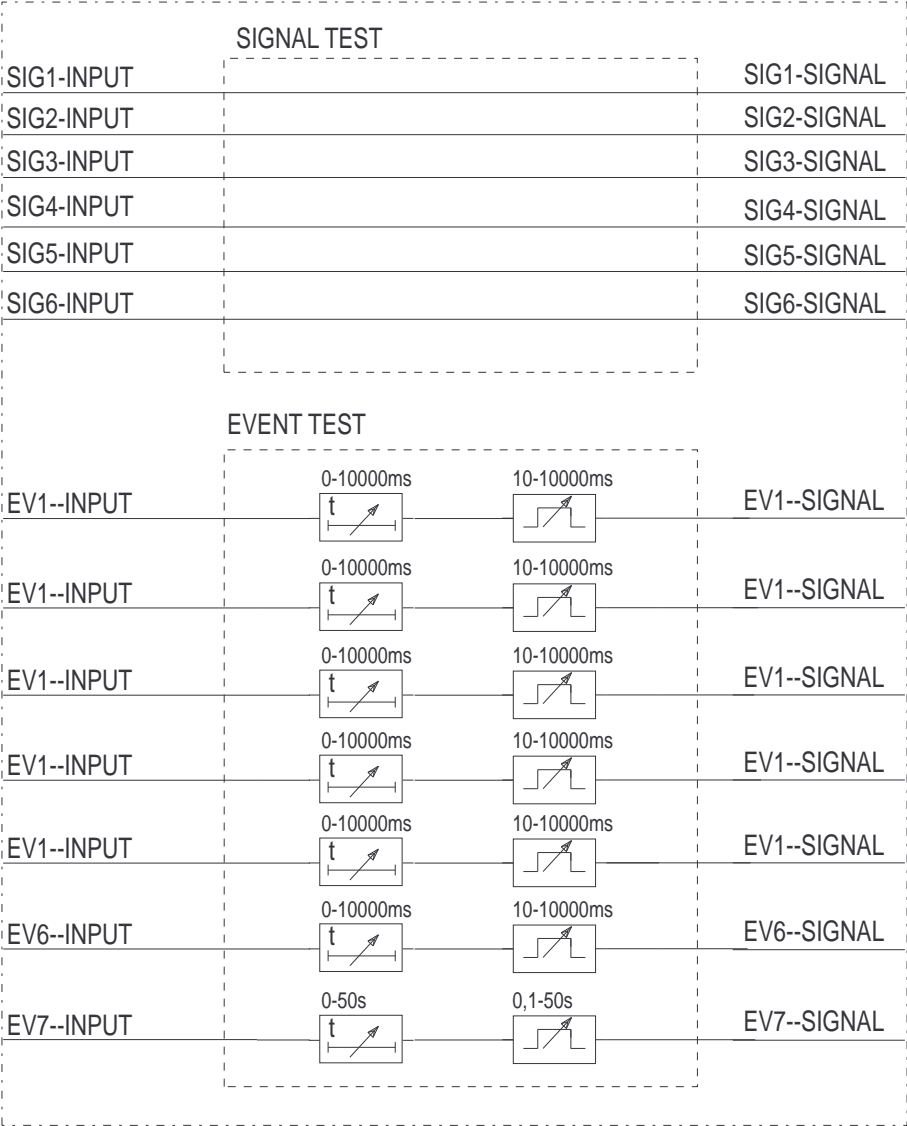 SIGNAL TEST
SIG1-INPUT SIG1-SIGNAL
SIG2-INPUT SIG2-SIGNAL
SIG3-INPUT SIG3-SIGNAL
SIG4-INPUT SIG4-SIGNAL
SIG5-INPUT SIG5-SIGNAL
SIG6-INPUT SIG6-SIGNAL
EVENT TEST
0-10000ms 10-10000ms
EV1--INPUT t EV1--SIGNAL
0-10000ms 10-10000ms
EV1--INPUT t EV1--SIGNAL
0-10000ms 10-10000ms
EV1--INPUT t EV1--SIGNAL
0-10000ms 10-10000ms
EV1--INPUT t EV1--SIGNAL
0-10000ms 10-10000ms
EV1--INPUT t EV1--SIGNAL
0-10000ms 10-10000ms
EV6--INPUT t EV6--SIGNAL
0-50s 0,1-50s
EV7--INPUT t EV7--SIGNAL